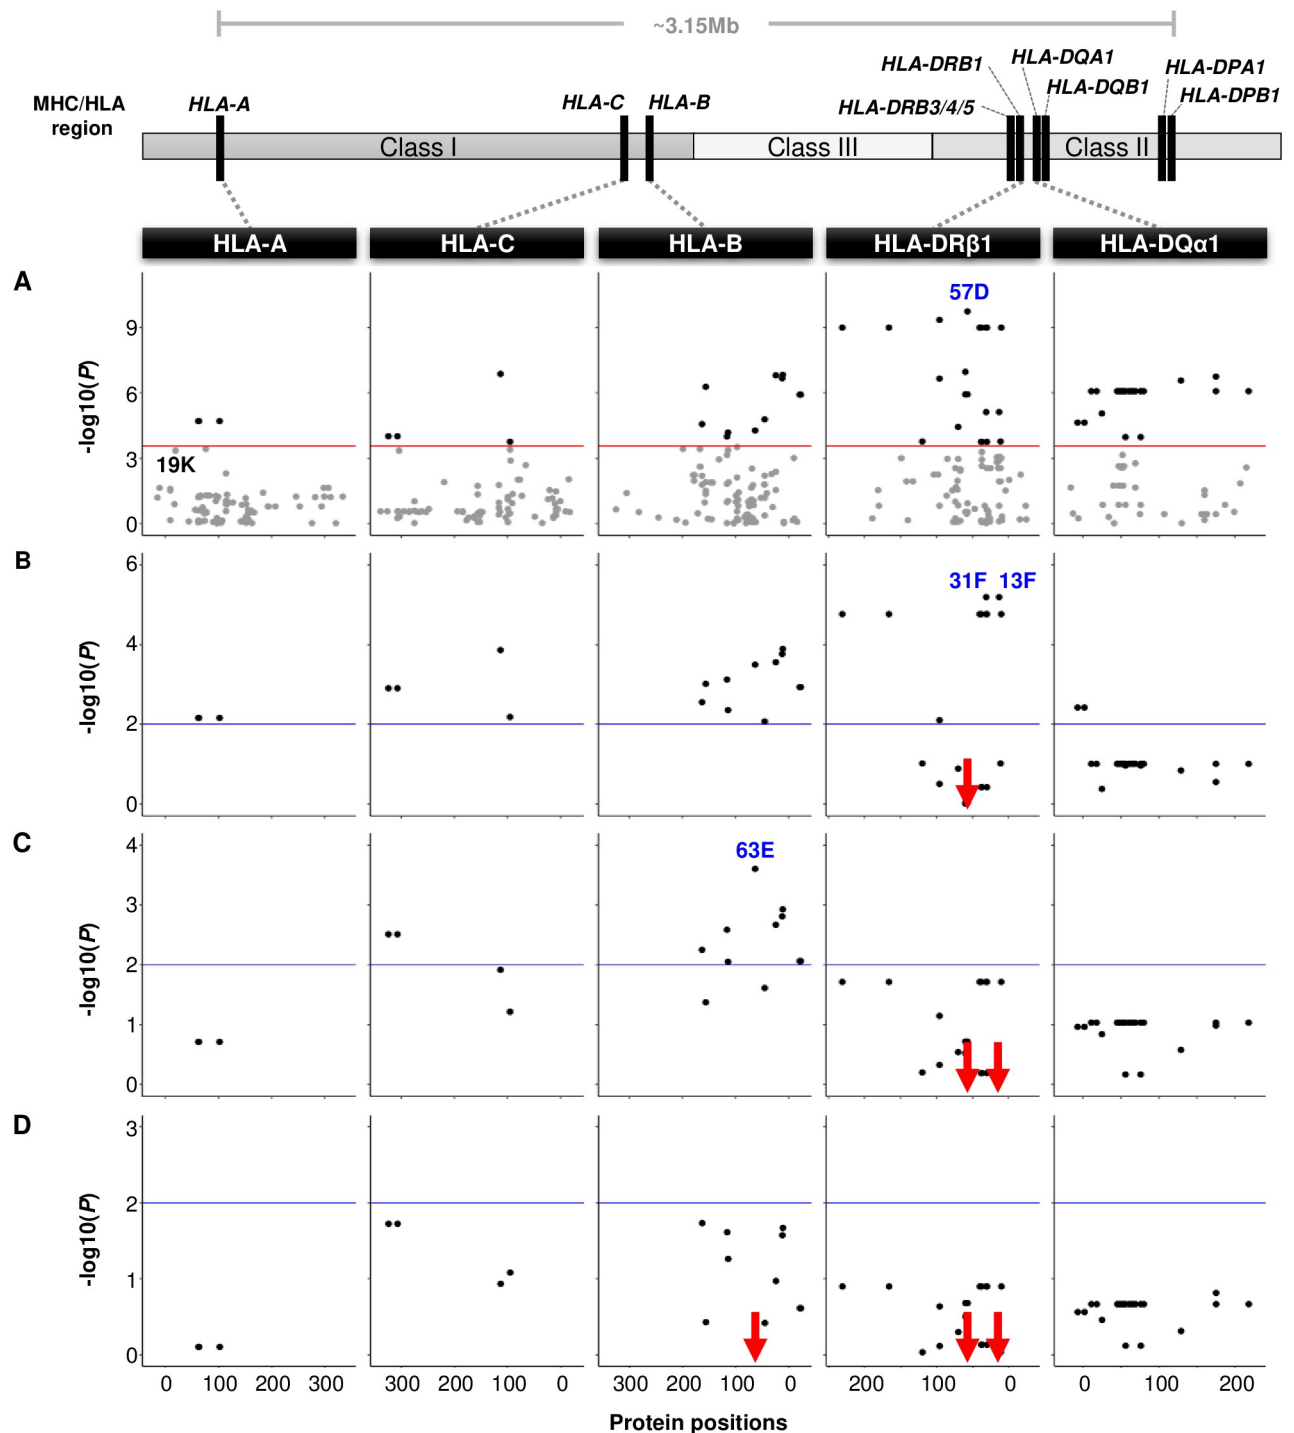 ~3.15Mb
HLA-DRB1
HLA-DQA1
HLA-DPA1
HLA-DQB1
HLA-DPB1
MHC/HLA
region
HLA-A
HLA-C
HLA-B
HLA-DRB3/4/5
Class I
Class III
Class II
HLA-A
HLA-C
HLA-B
HLA-DRβ1
HLA-DQα1
A
57D
9
6
3
0
-log10(P)
19K
B
31F 13F
6
4
2
0
-log10(P)
C
63E
4
3
2
1
0
-log10(P)
D
3
2
1
0
-log10(P)
0 100 200 300
300 200 100 0
300 200 100 0
200 100 0
0 100 200
Protein positions